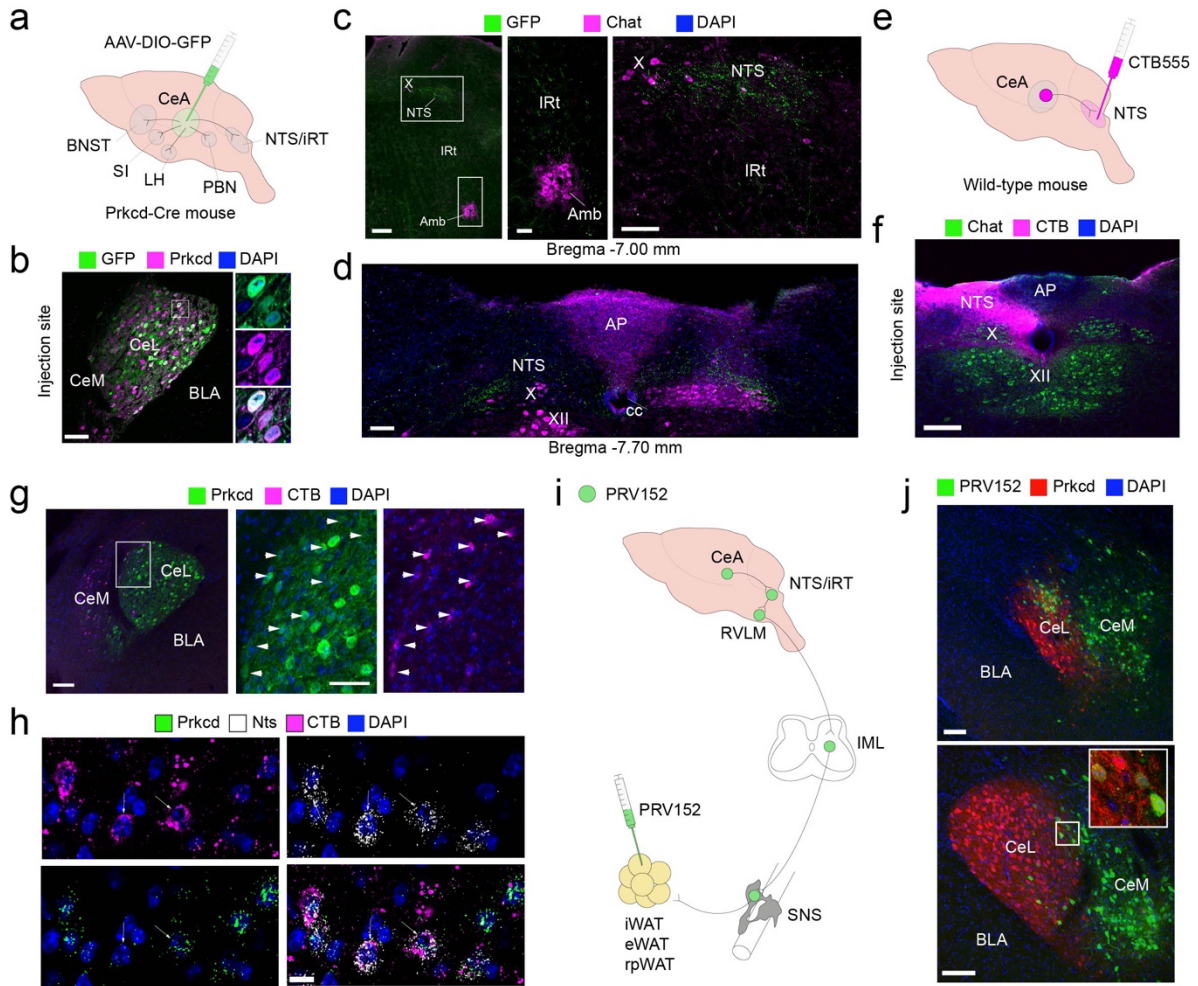 a
AAV-DIO-GFP
CeA
BNST
SI
LH
PBN
NTS/iRT
Prkcd-Cre mouse
b
GFP Prkcd DAPI
Injection site
CeL
CeM
BLA
c
GFP Chat DAPI
X
NTS
IRt
Amb
IRt
Amb
X
NTS
IRt
Bregma -7.00 mm
d
AP
NTS
X
XII
cc
Bregma -7.70 mm
e
CTB555
CeA
NTS
Wild-type mouse
f
Chat CTB DAPI
Injection site
AP
NTS
X
XII
g
Prkcd CTB DAPI
CeL
CeM
BLA
h
Prkcd Nts CTB DAPI
i
PRV152
CeA
NTS/iRT
RVLM
IML
PRV152
SNS
iWAT
eWAT
rpWAT
j
PRV152 Prkcd DAPI
CeL
CeM
BLA
CeL
CeM
BLA